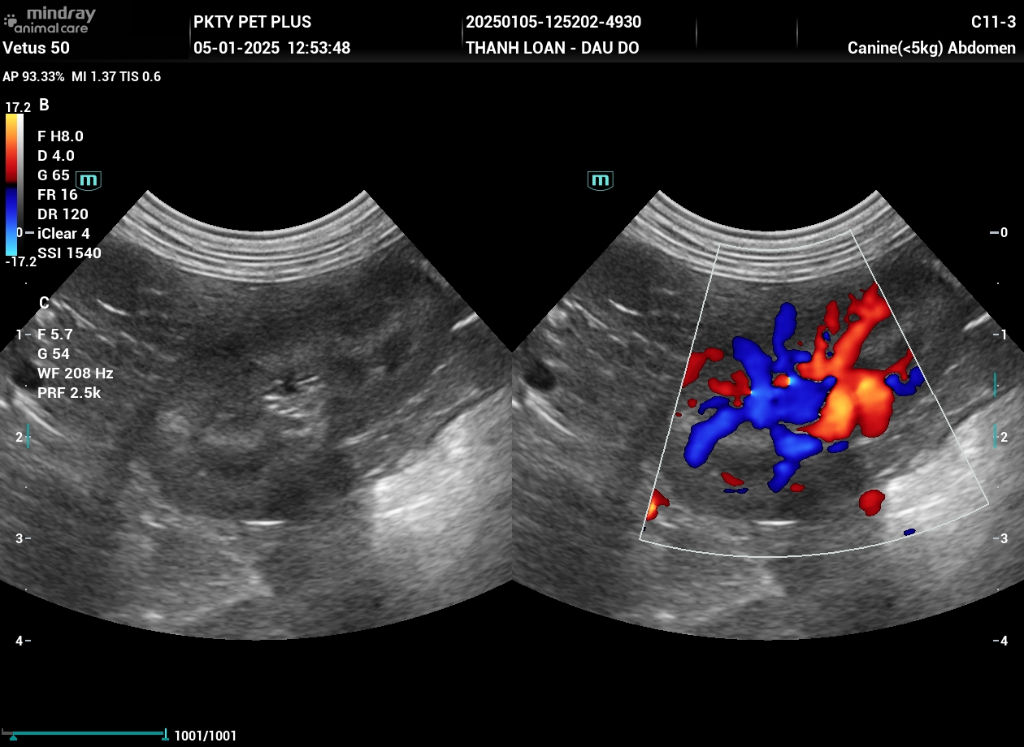 mindray
animalcare
Vetus 50
PKTY PET PLUS
05-01-2025 12:53:48
20250105-125202-4930
THANH LOAN - DAU DO
C11-3
Canine(<5kg) Abdomen
AP 93.33% MI 1.37 TIS 0.6
17.2
B
F H8.0
D 4.0
G 65
FR 16
DR 120
iClear 4
SSI 1540
0
-17.2
C
F 5.7
G 54
WF 208 Hz
PRF 2.5k
m
m
1
2
3
4
0
1
2
3
4
1001/1001